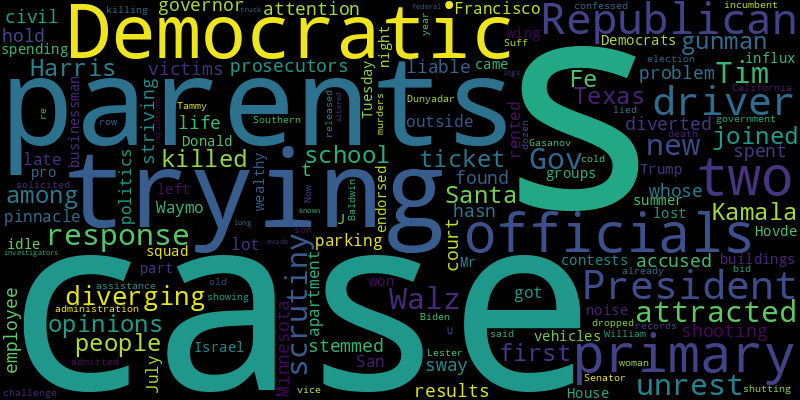 governor
attention
Francisco
federal
year
confessed
incumbent
killing
truck
civil
Democratic
Republican
hold
wing
Democrats
gunman
spending
Suff
influx
Harris
victims
prosecutors
liable
came
night
Tuesday
problem
Tim
election
California
parents
S
Fe
Texas
driver
businessman
striving
Tammy
Southern
released
altered
murders
Dunyadar
outside
rented
lied
government
re
row
life
Donald
dozen
logs
diverted
joined
death
late
politics
killed
school
ticket
Gov
Gasanov
cold
new
spent
pro
wealthy
t
found
groups
Trump
two
solicited
trying
left
Now
Baldwin
endorsed
Santa
whose
summer
among
Waymo
known
hasn
lost
Kamala
pinnacle
long
son
u
court
officials
Hovde
response
idle
lot
parking
squad
evade
investigators
scrutiny
apartment
Mr
contests
accused
buildings
part
won
already
bid
case
assistance
old
showing
Walz
got
President
diverging
administration
Biden
U
noise
attracted
employee
opinions
Minnesota
stemmed
said
vehicles
dropped
records
shooting
people
Israel
San
Lester
William
first
primary
July
sway
woman
admitted
vice
results
Senator
House
unrest
challenge
shutting